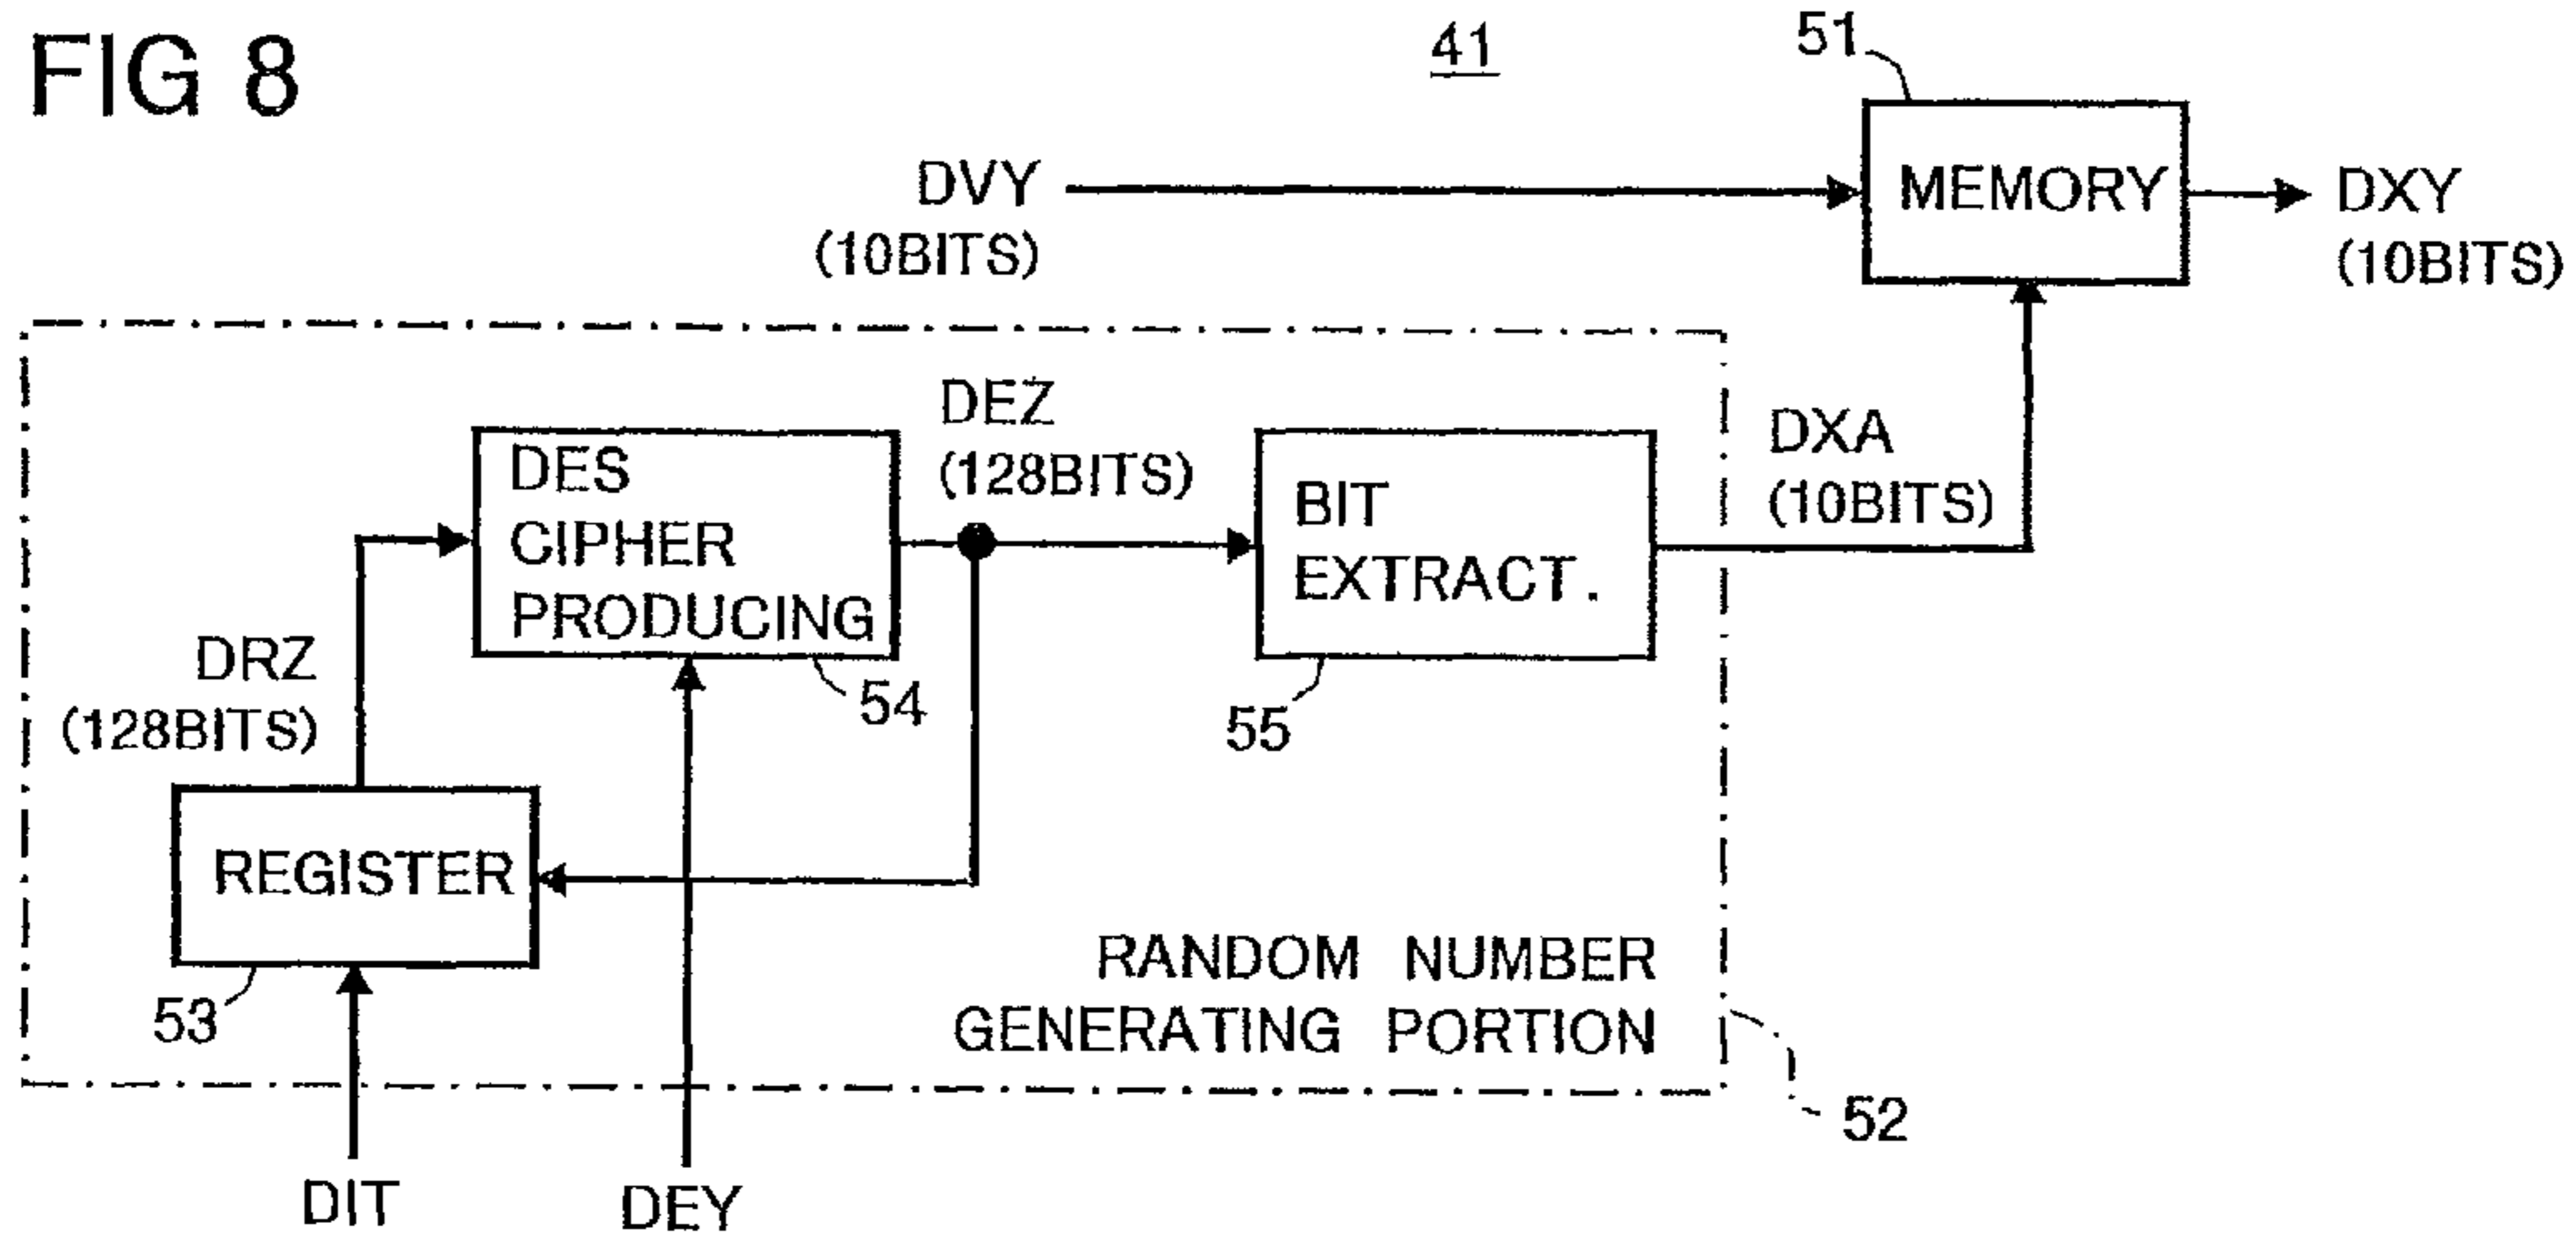 FIG 8
41
51
DVY
(10BITS)
MEMORY
DXY
(10BITS)
DES
CIPHER
PRODUCING
54
DEZ
(128BITS)
BIT
EXTRACT.
55
DXA
(10BITS)
DRZ
(128BITS)
REGISTER
53
RANDOM NUMBER
GENERATING PORTION
52
DIT
DEY